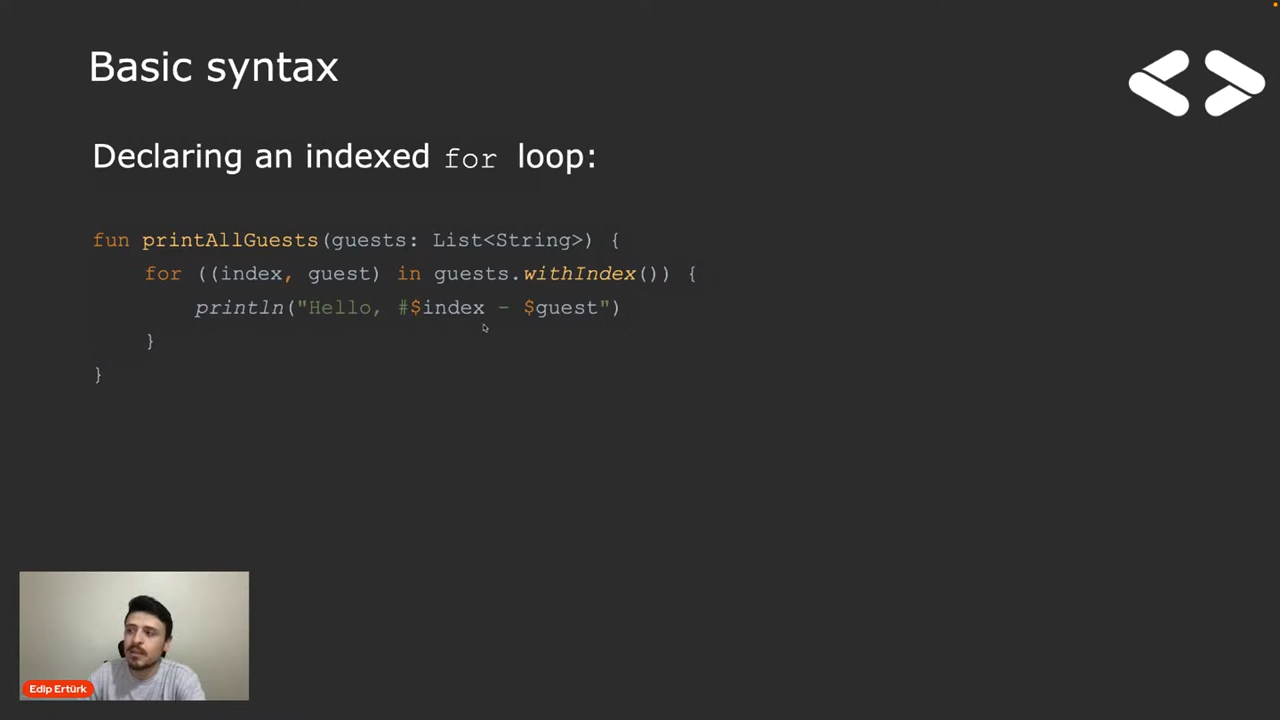 Basic syntax
Declaring an indexed for loop:
fun printAllGuests(guests: List<String>) {
    for ((index, guest) in guests.withIndex()) {
        println("Hello, #$index - $guest")
    }
}
Edip Ertürk